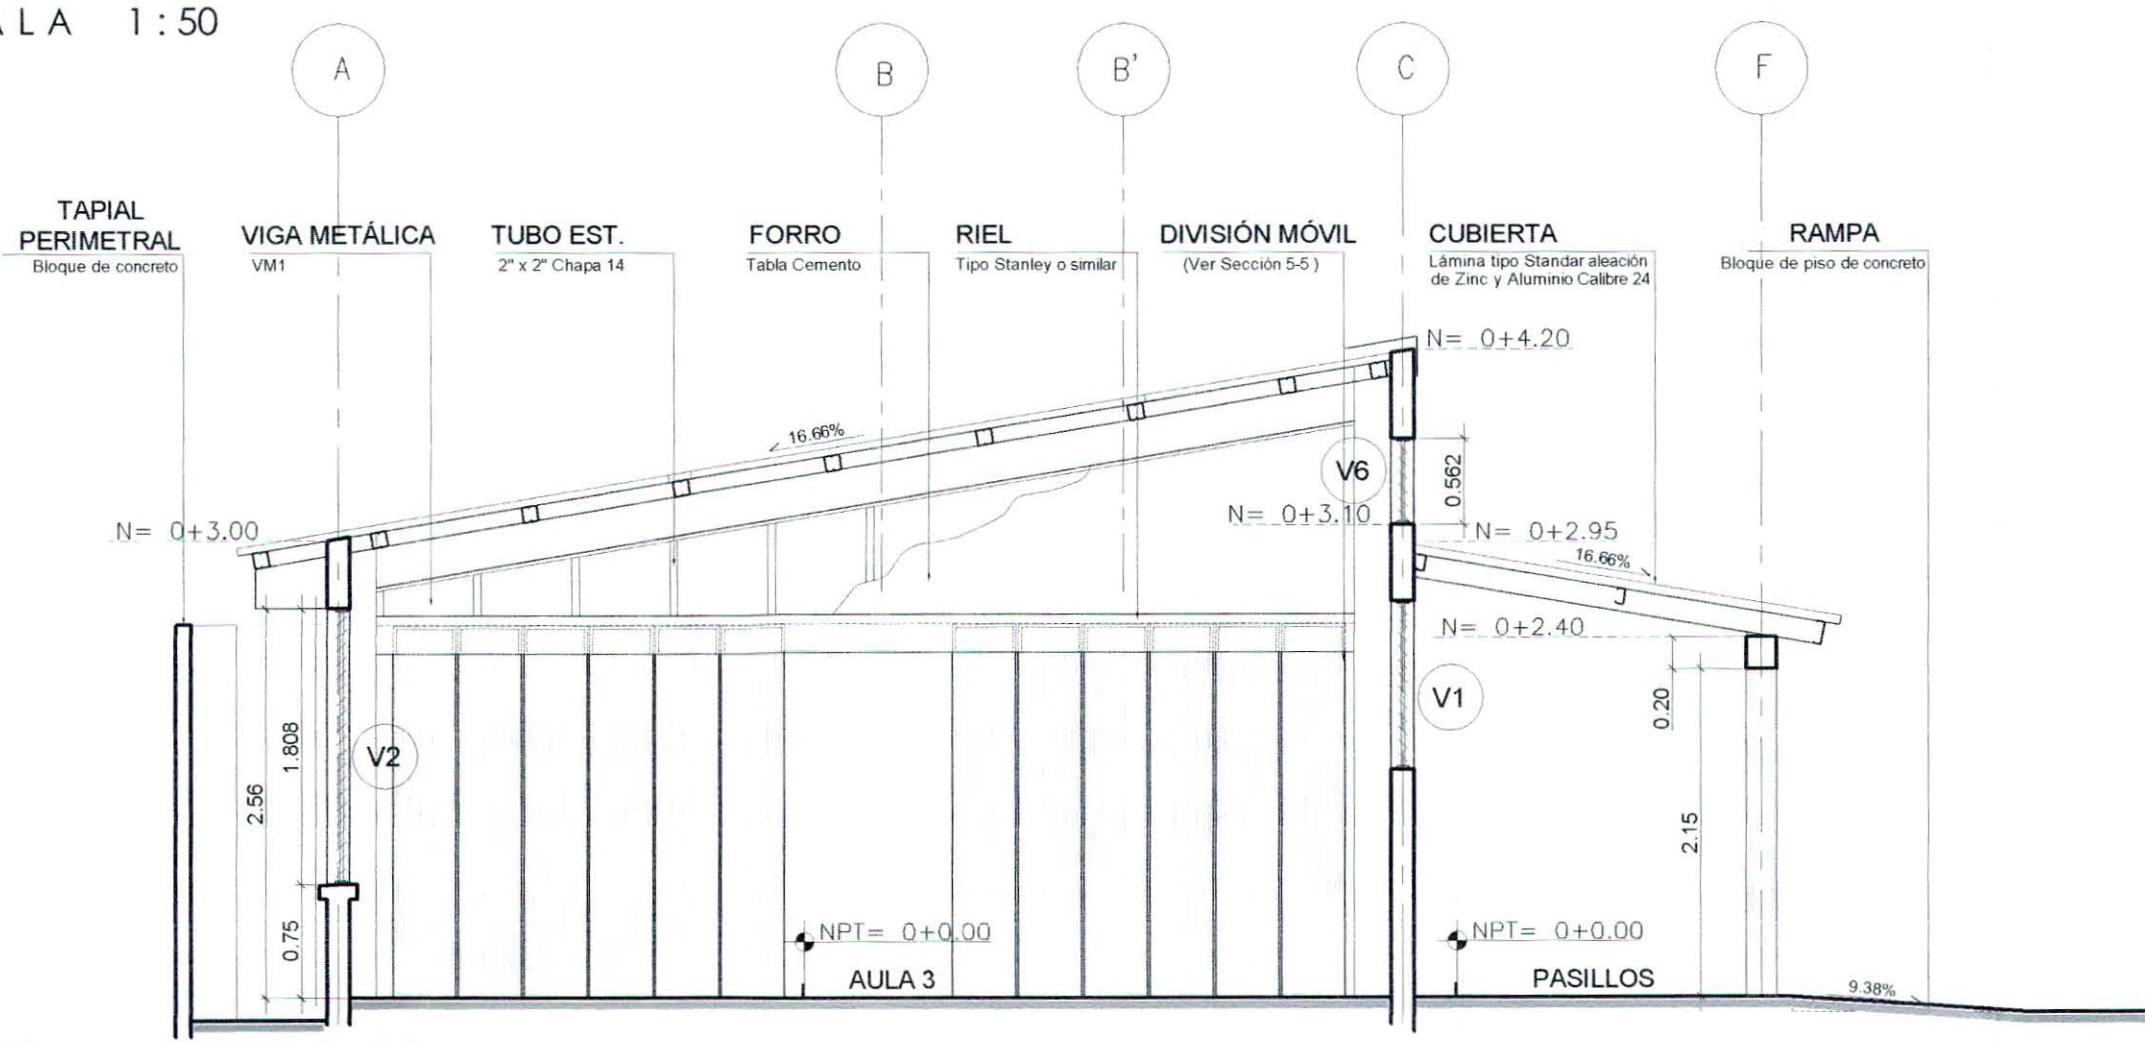 ALA 1:50
A
B
B'
C
F
TAPIAL
PERIMETRAL
Bloque de concreto
VIGA METÁLICA
VM1
TUBO EST.
2" x 2" Chapa 14
FORRO
Tabla Cemento
RIEL
Tipo Stanley o similar
DIVISIÓN MÓVIL
(Ver Sección 5-5 )
CUBIERTA
Lámina tipo Standar aleación
de Zinc y Aluminio Calibre 24
RAMPA
Bloque de piso de concreto
N= 0+4.20
16.66%
V6
0.562
N= 0+3.00
N= 0+3.10
N= 0+2.95
16.66%
N= 0+2.40
V1
0.20
V2
1.808
2.56
2.15
0.75
NPT= 0+0.00
NPT= 0+0.00
AULA 3
PASILLOS
9.38%